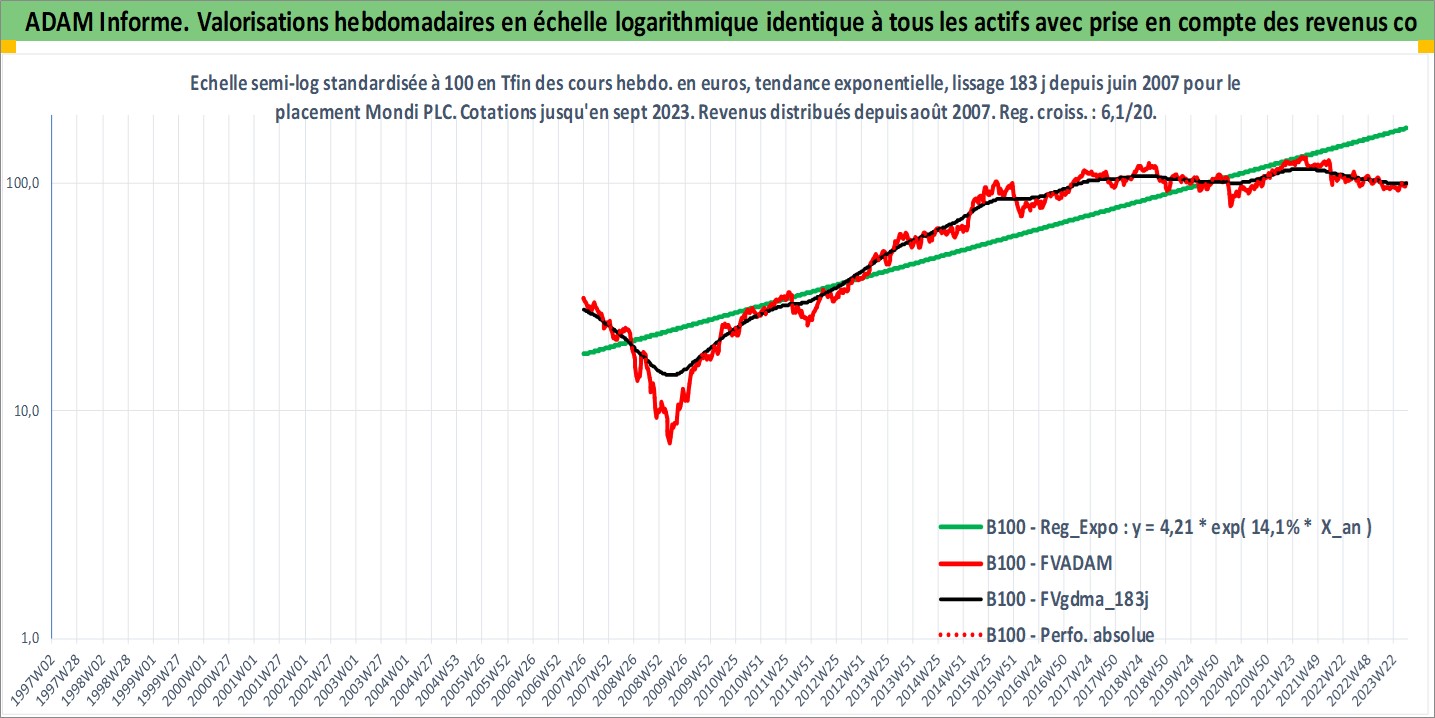 ADAM Informe. Valorisations hebdomadaires en échelle logarithmique identique à tous les actifs avec prise en compte des revenus co
Echelle semi-log standardisée à 100 en Tfin des cours hebdo. en euros, tendance exponentielle, lissage 183 j depuis juin 2007 pour le
placement Mondi PLC. Cotations jusqu'en sept 2023. Revenus distribués depuis août 2007. Reg. croiss. : 6,1/20.
100,0
10,0
1,0
B100 - Reg_Expo : y = 4,21 * exp( 14,1% * X_an )
B100 - FVADAM
B100 - FVgdma_183j
B100 - Perfo. absolue
1997W02
1997W28
1998W02
1998W28
1999W01
1999W27
2000W01
2000W27
2001W01
2001W27
2002W01
2002W27
2003W01
2003W27
2004W01
2004W27
2004W53
2005W26
2005W52
2006W26
2006W52
2007W26
2007W52
2008W26
2008W52
2009W26
2009W52
2010W25
2010W51
2011W25
2011W51
2012W25
2012W51
2013W25
2013W51
2014W25
2014W51
2015W25
2015W51
2016W24
2016W50
2017W24
2017W50
2018W24
2018W50
2019W24
2019W50
2020W24
2020W50
2021W23
2021W49
2022W22
2022W48
2023W22